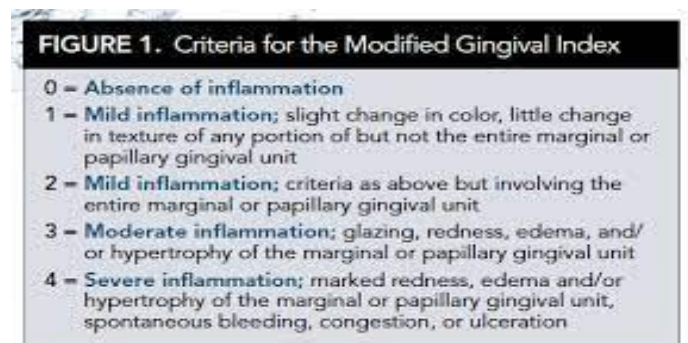 FIGURE 1. Criteria for the Modified Gingival Index
0 – Absence of inflammation
1 – Mild inflammation; slight change in color, little change
in texture of any portion of but not the entire marginal or
papillary gingival unit
2 – Mild inflammation; criteria as above but involving the
entire marginal or papillary gingival unit
3 – Moderate inflammation; glazing, redness, edema, and/
or hypertrophy of the marginal or papillary gingival unit
4 – Severe inflammation; marked redness, edema and/or
hypertrophy of the marginal or papillary gingival unit,
spontaneous bleeding, congestion, or ulceration